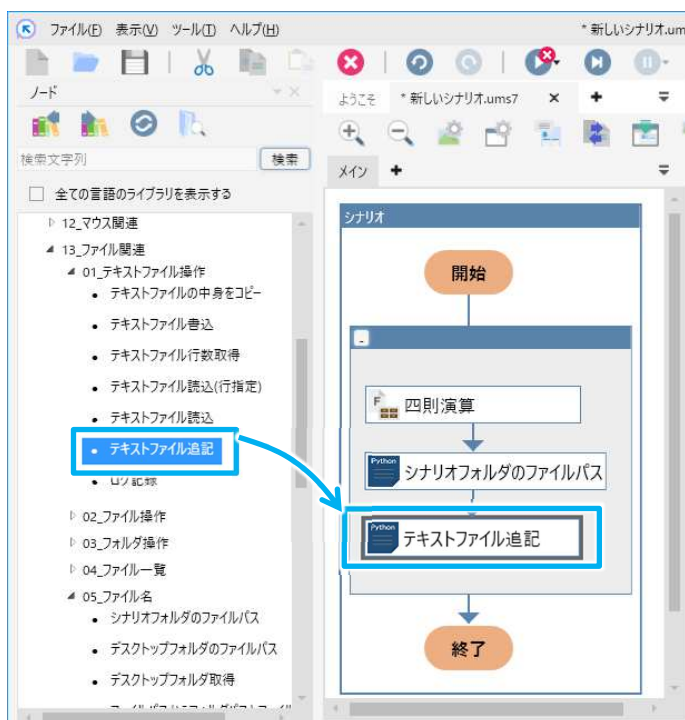 ファイル(F) 表示(V) ツール(T) ヘルプ(H)
* 新しいシナリオ.um
ノード
検索文字列
検索
全ての言語のライブラリを表示する
12_マウス関連
13_ファイル関連
01_テキストファイル操作
テキストファイルの中身をコピー
テキストファイル書込
テキストファイル行数取得
テキストファイル読込(行指定)
テキストファイル読込
テキストファイル追記
ログ記録
02_ファイル操作
03_フォルダ操作
04_ファイル一覧
05_ファイル名
シナリオフォルダのファイルパス
デスクトップフォルダのファイルパス
デスクトップフォルダ取得
ようこそ
* 新しいシナリオ.ums7
メイン
シナリオ
開始
F
四則演算
Python
シナリオフォルダのファイルパス
Python
テキストファイル追記
終了